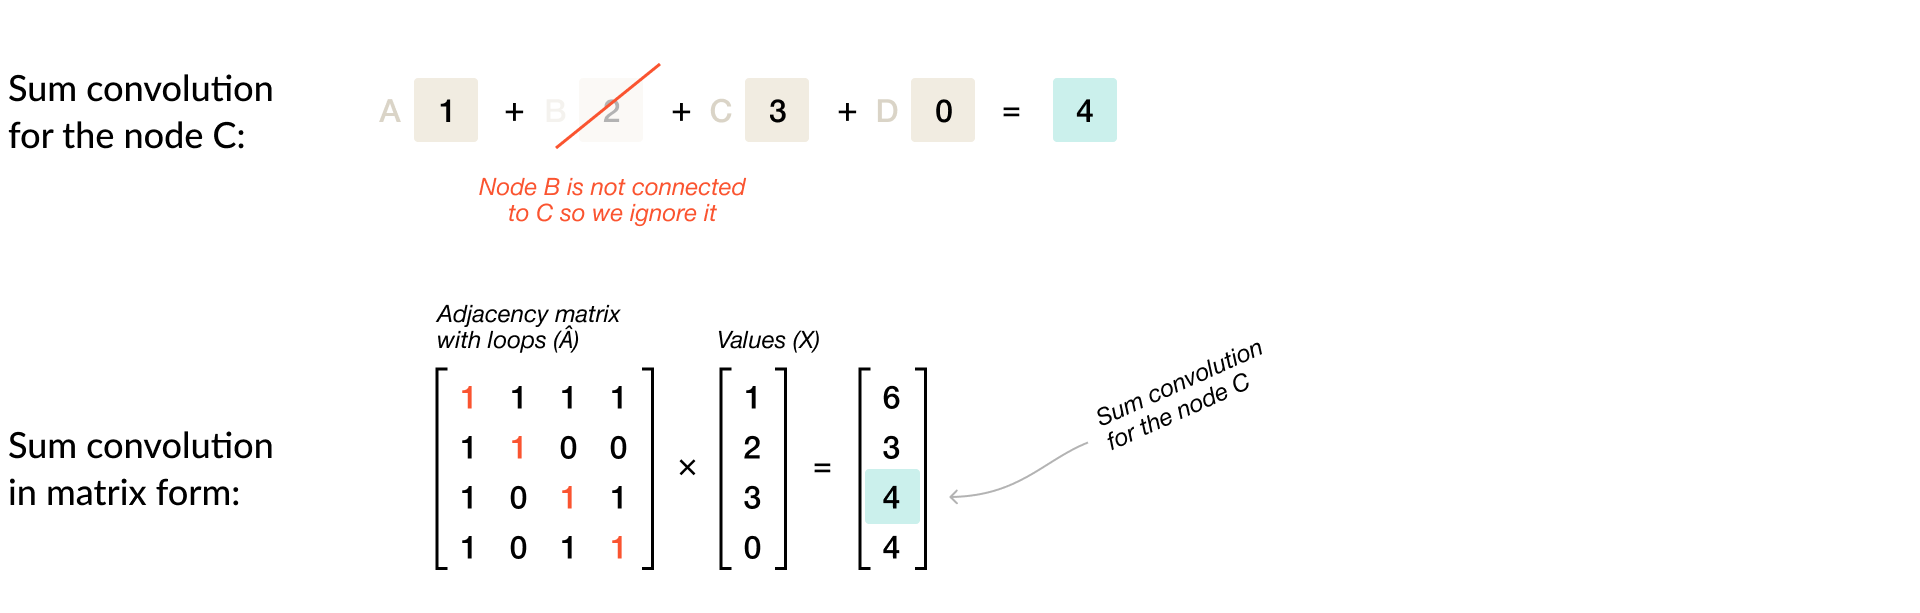 Sum convolution
for the node C:
A 1 + B 2 + C 3 + D 0 = 4
Node B is not connected
to C so we ignore it
Adjacency matrix
with loops (Â)
Values (X)
Sum convolution
in matrix form:
1 1 1 1
1 1 0 0
1 0 1 1
1 0 1 1
×
1
2
3
0
=
6
3
4
4
Sum convolution
for the node C